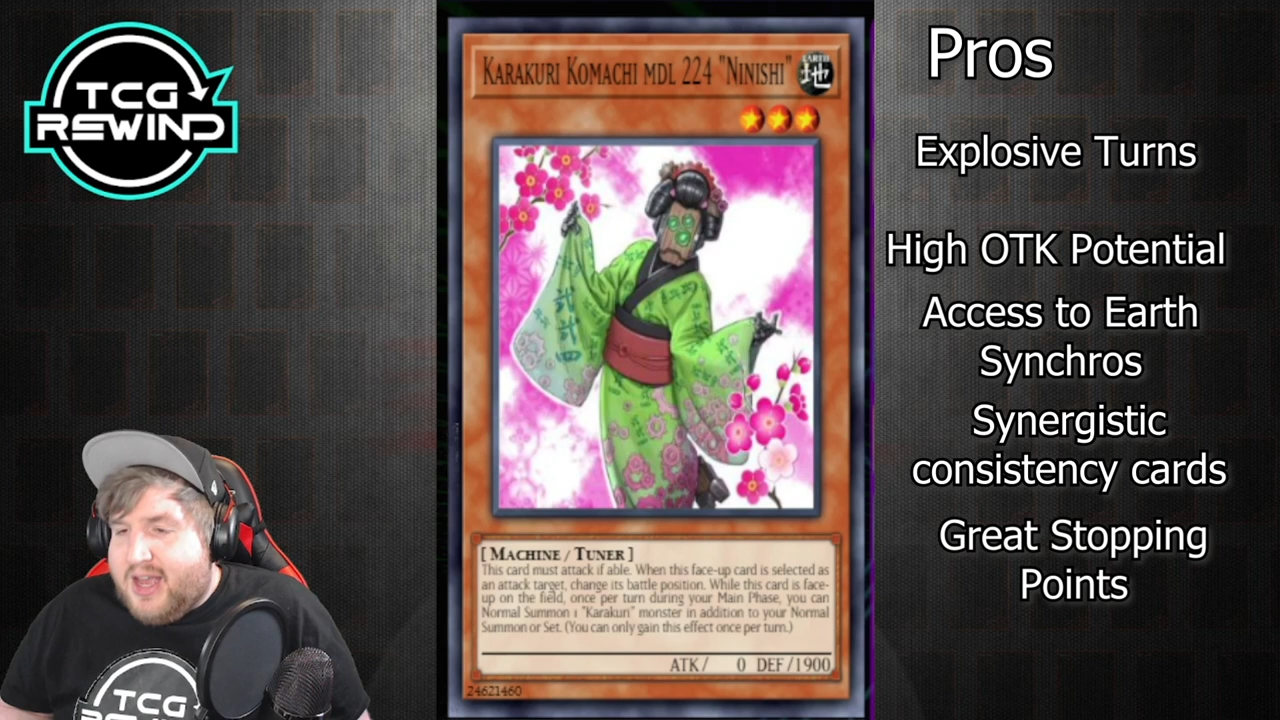 TCG
REWIND
KARAKURI KOMACHI MDL 224 "NINISHI"
EARTH
地
[ MACHINE / TUNER ]
This card must attack if able. When this face-up card is selected as
an attack target, change its battle position. While this card is face-
up on the field, once per turn during your Main Phase, you can
Normal Summon 1 "Karakuri" monster in addition to your Normal
Summon or Set. (You can only gain this effect once per turn.)
ATK/ 0 DEF/1900
24621460
Pros
Explosive Turns
High OTK Potential
Access to Earth
Synchros
Synergistic
consistency cards
Great Stopping
Points
4
TCG